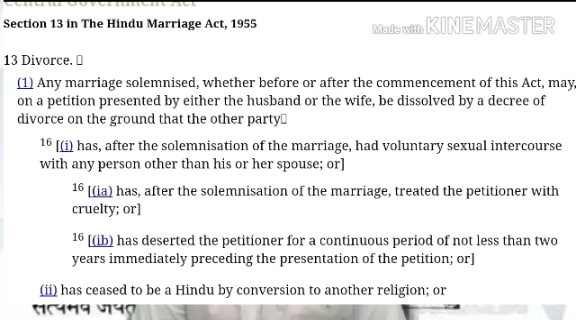 Central Government Act
Section 13 in The Hindu Marriage Act, 1955
Made with KINEMASTER
13 Divorce. 
(1) Any marriage solemnised, whether before or after the commencement of this Act, may,
on a petition presented by either the husband or the wife, be dissolved by a decree of
divorce on the ground that the other party
16 [(i) has, after the solemnisation of the marriage, had voluntary sexual intercourse
with any person other than his or her spouse; or]
16 [(ia) has, after the solemnisation of the marriage, treated the petitioner with
cruelty; or]
16 [(ib) has deserted the petitioner for a continuous period of not less than two
years immediately preceding the presentation of the petition; or]
(ii) has ceased to be a Hindu by conversion to another religion; or
सत्यमेव जयते